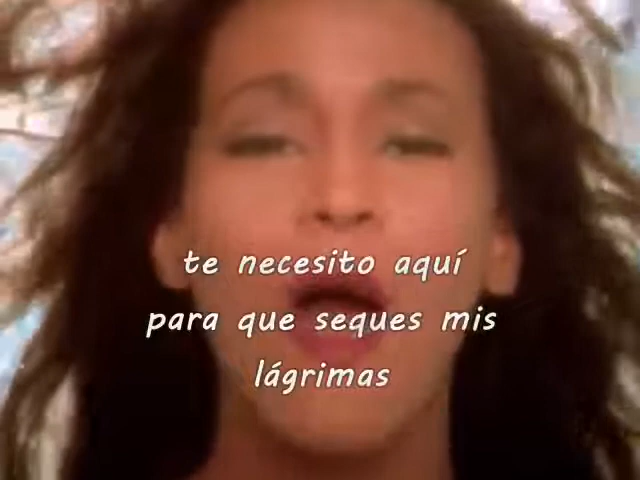 te necesito aquí
para que seques mis
lágrimas